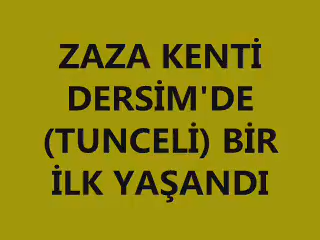 ZAZA KENTİ
DERSİM'DE
(TUNCELİ) BİR
İLK YAŞANDI